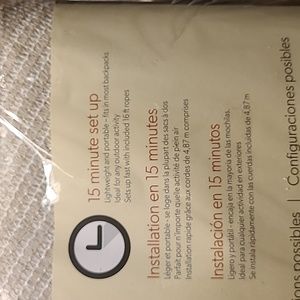 15 minute set up
Lightweight and portable – fits in most backpacks
Ideal for any outdoor activity
Sets up fast with included 16 ft ropes
Installation en 15 minutes
Léger et portable – se loge dans la plupart des sacs à dos
Parfait pour n'importe quelle activité de plein air
Installation rapide grâce aux cordes de 4,87 m comprises
Instalación en 15 minutos
Ligero y portátil – encaja en la mayoría de las mochilas.
Ideal para cualquier actividad en exteriores
Se instala rápidamente con las cuerdas incluidas de 4,87 m
ns possibles | Configuraciones posibles